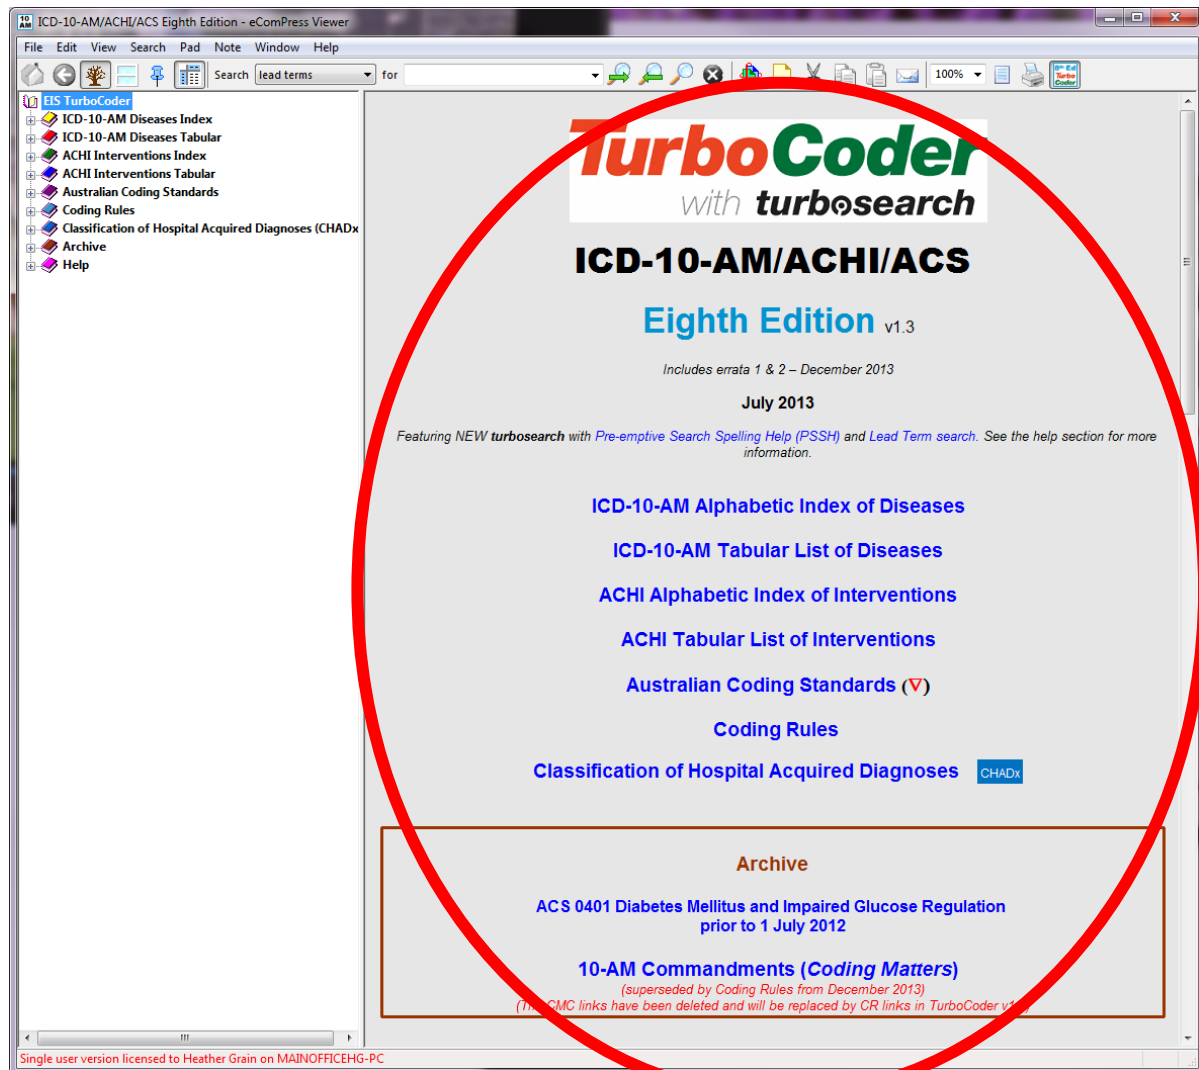 10 AM ICD-10-AM/ACHI/ACS Eighth Edition - eComPress Viewer
File Edit View Search Pad Note Window Help
Search lead terms for 100% 8th Ed Turbo Coder
EIS TurboCoder
ICD-10-AM Diseases Index
ICD-10-AM Diseases Tabular
ACHI Interventions Index
ACHI Interventions Tabular
Australian Coding Standards
Coding Rules
Classification of Hospital Acquired Diagnoses (CHADx
Archive
Help
TurboCoder
with turbosearch
ICD-10-AM/ACHI/ACS
Eighth Edition v1.3
Includes errata 1 & 2 – December 2013
July 2013
Featuring NEW turbosearch with Pre-emptive Search Spelling Help (PSSH) and Lead Term search. See the help section for more
information.
ICD-10-AM Alphabetic Index of Diseases
ICD-10-AM Tabular List of Diseases
ACHI Alphabetic Index of Interventions
ACHI Tabular List of Interventions
Australian Coding Standards (∇)
Coding Rules
Classification of Hospital Acquired Diagnoses CHADx
Archive
ACS 0401 Diabetes Mellitus and Impaired Glucose Regulation
prior to 1 July 2012
10-AM Commandments (Coding Matters)
(superseded by Coding Rules from December 2013)
CMC links have been deleted and will be replaced by CR links in TurboCoder
Single user version licensed to Heather Grain on MAINOFFICEHG-PC